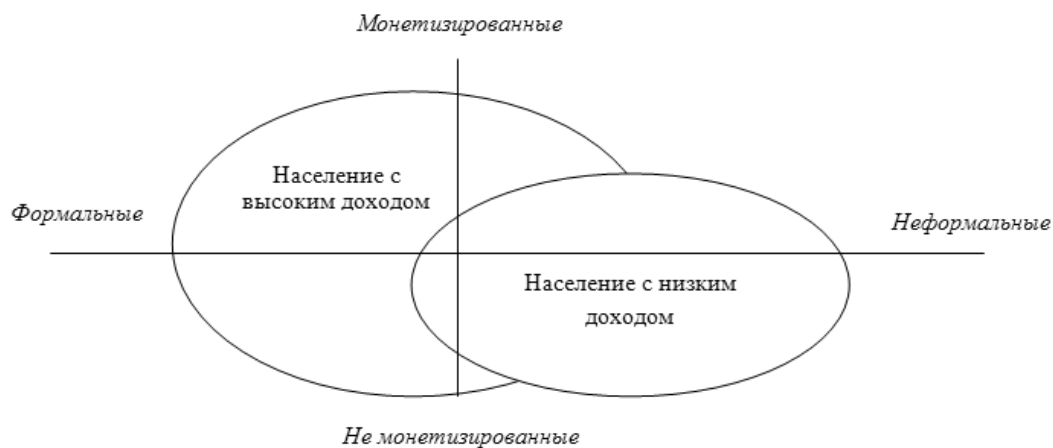 Монетизированные
Население с
высоким доходом
Формальные
Неформальные
Население с низким
доходом
Не монетизированные